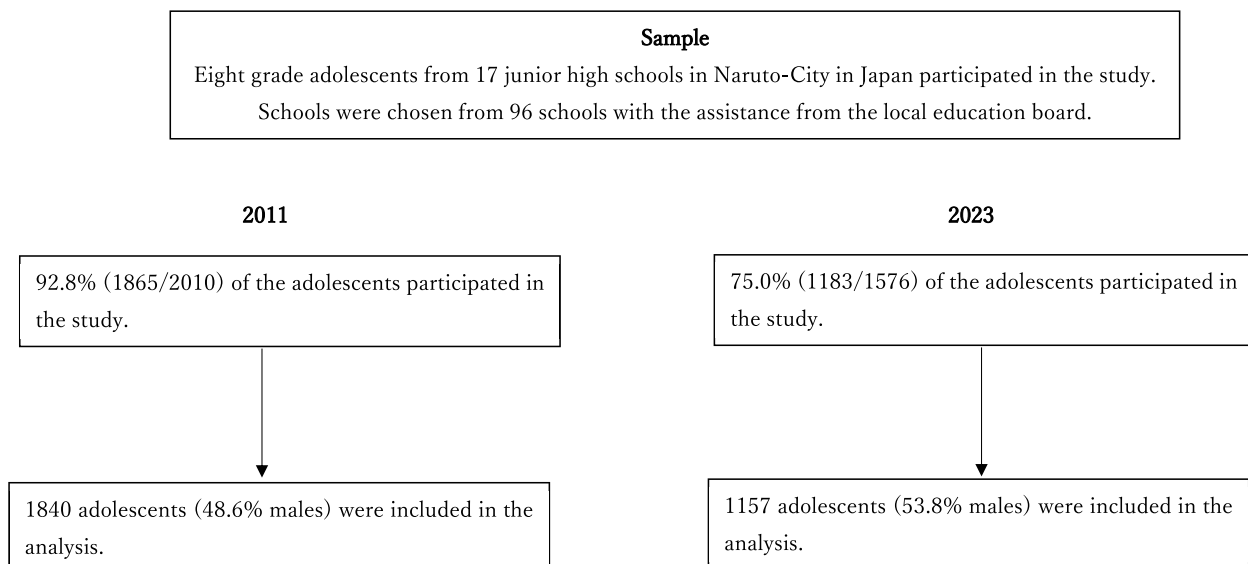 Sample
Eight grade adolescents from 17 junior high schools in Naruto-City in Japan participated in the study.
Schools were chosen from 96 schools with the assistance from the local education board.
2011
2023
92.8% (1865/2010) of the adolescents participated in
the study.
75.0% (1183/1576) of the adolescents participated in
the study.
1840 adolescents (48.6% males) were included in the
analysis.
1157 adolescents (53.8% males) were included in the
analysis.